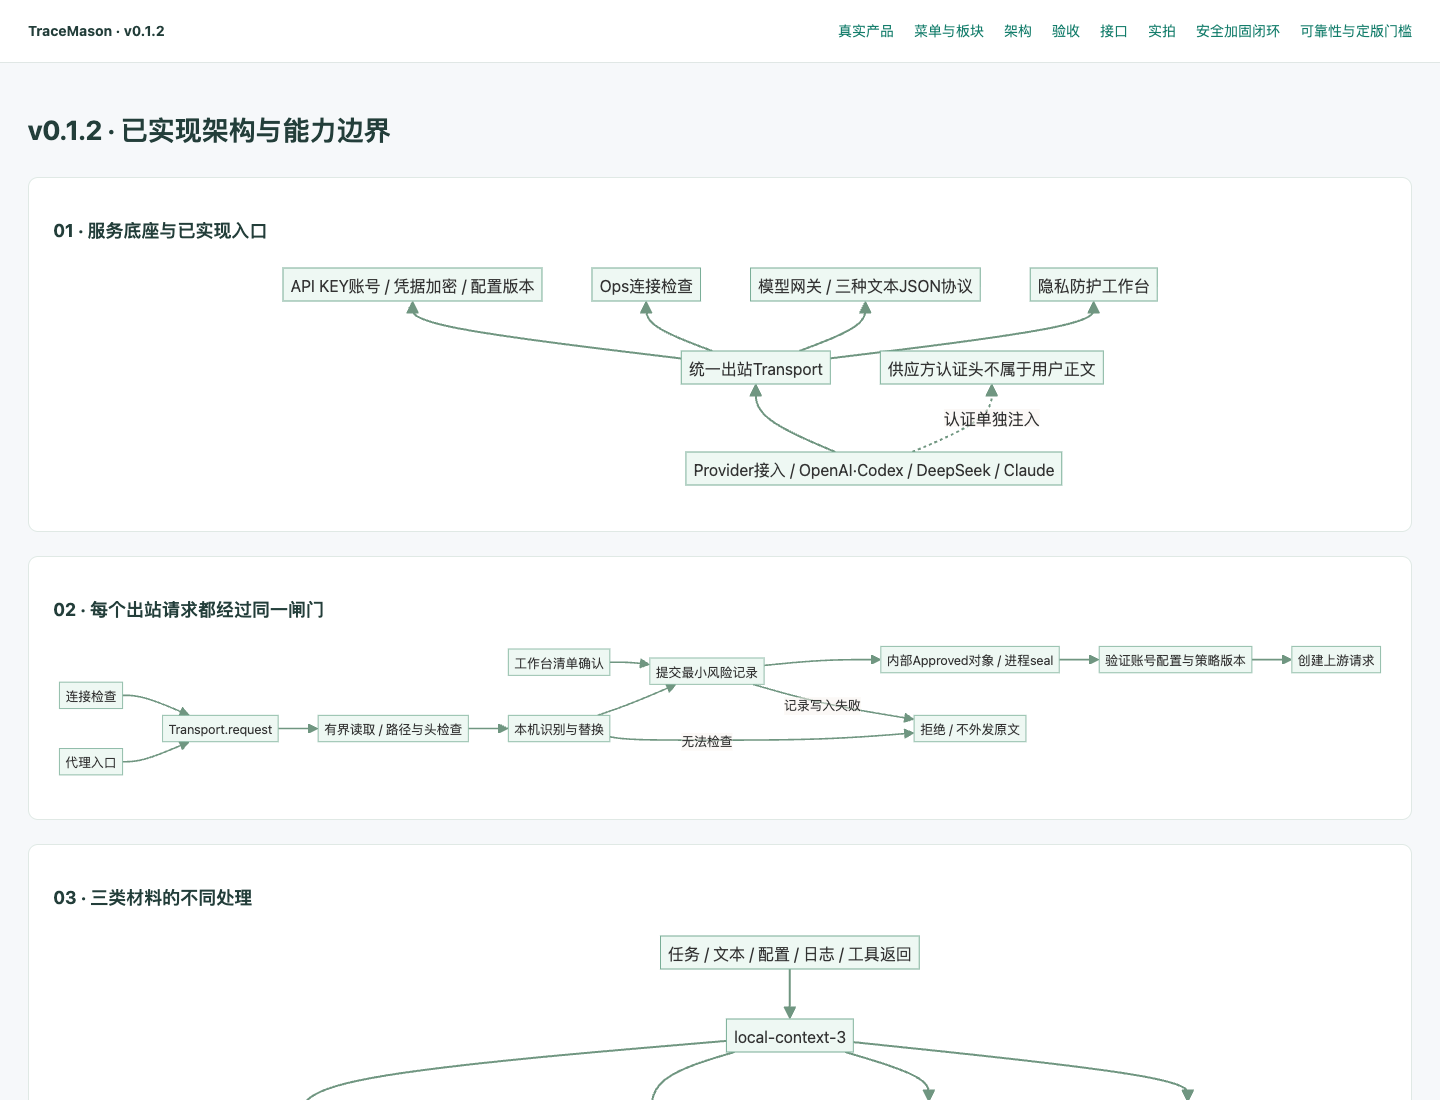 TraceMason · v0.1.2
真实产品 菜单与板块 架构 验收 接口 实拍 安全加固闭环 可靠性与定版门槛
v0.1.2 · 已实现架构与能力边界
01 · 服务底座与已实现入口
API KEY账号 / 凭据加密 / 配置版本
Ops连接检查
模型网关 / 三种文本JSON协议
隐私防护工作台
统一出站Transport
供应方认证头不属于用户正文
认证单独注入
Provider接入 / OpenAI·Codex / DeepSeek / Claude
02 · 每个出站请求都经过同一闸门
工作台清单确认
提交最小风险记录
内部Approved对象 / 进程seal
验证账号配置与策略版本
创建上游请求
连接检查
记录写入失败
Transport.request
有界读取 / 路径与头检查
本机识别与替换
无法检查
拒绝 / 不外发原文
代理入口
03 · 三类材料的不同处理
任务 / 文本 / 配置 / 日志 / 工具返回
local-context-3